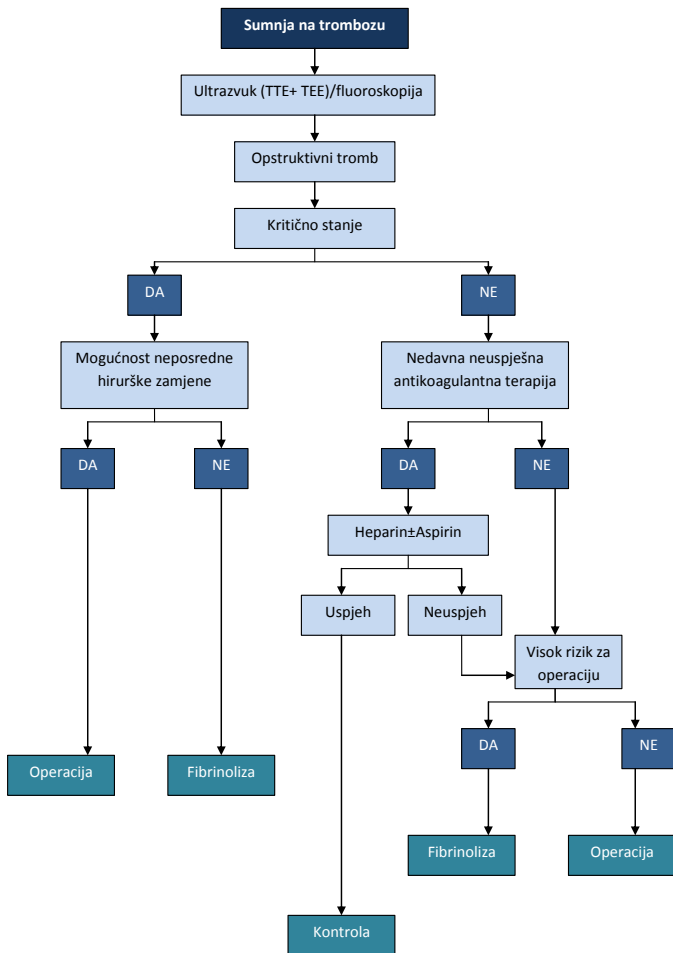 Sumnja na trombozu
Ultrazvuk (TTE+ TEE)/fluoroskopija
Opstruktivni tromb
Kritično stanje
DA
NE
Mogućnost neposredne
hirurške zamjene
Nedavna neuspješna
antikoagulantna terapija
DA
NE
DA
NE
Heparin±Aspirin
Uspjeh
Neuspjeh
Visok rizik za
operaciju
DA
NE
Operacija
Fibrinoliza
Fibrinoliza
Operacija
Kontrola